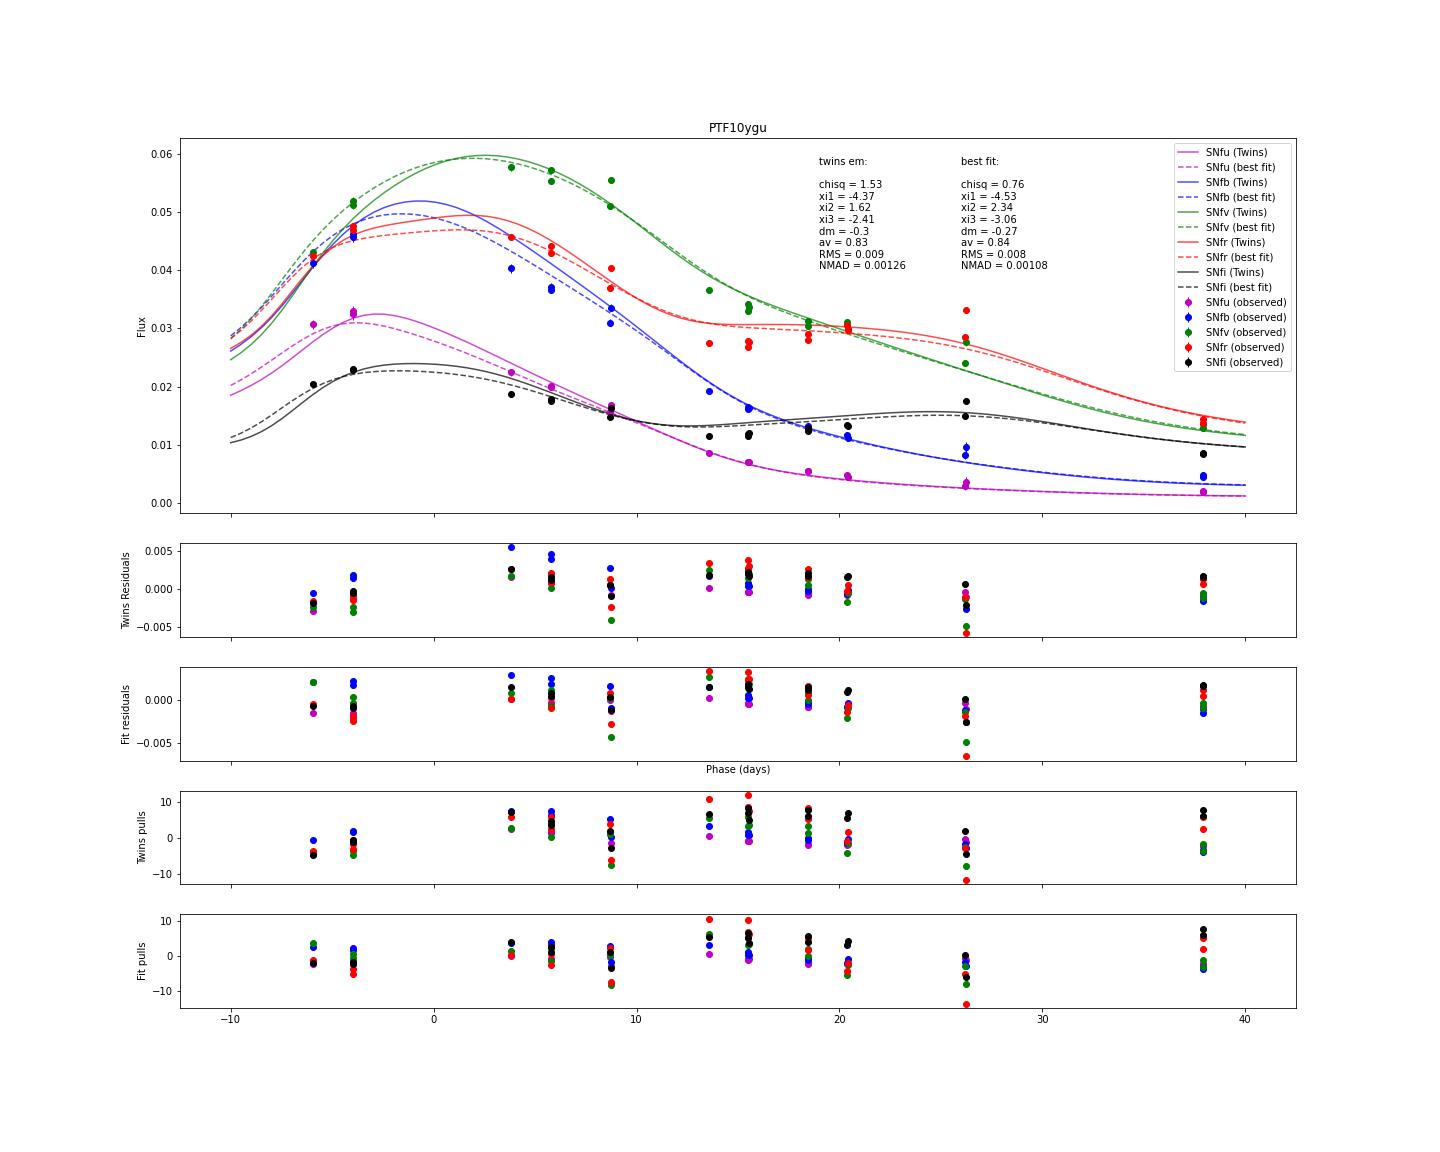 PTF10ygu
Flux
0.06
0.05
0.04
0.03
0.02
0.01
0.00
twins em:
chisq = 1.53
xi1 = -4.37
xi2 = 1.62
xi3 = -2.41
dm = -0.3
av = 0.83
RMS = 0.009
NMAD = 0.00126
best fit:
chisq = 0.76
xi1 = -4.53
xi2 = 2.34
xi3 = -3.06
dm = -0.27
av = 0.84
RMS = 0.008
NMAD = 0.00108
SNfu (Twins)
SNfu (best fit)
SNfb (Twins)
SNfb (best fit)
SNfv (Twins)
SNfv (best fit)
SNfr (Twins)
SNfr (best fit)
SNfi (Twins)
SNfi (best fit)
SNfu (observed)
SNfb (observed)
SNfv (observed)
SNfr (observed)
SNfi (observed)
Twins Residuals
0.005
0.000
−0.005
Fit residuals
0.000
−0.005
Phase (days)
Twins pulls
10
0
−10
Fit pulls
10
0
−10
−10
0
10
20
30
40